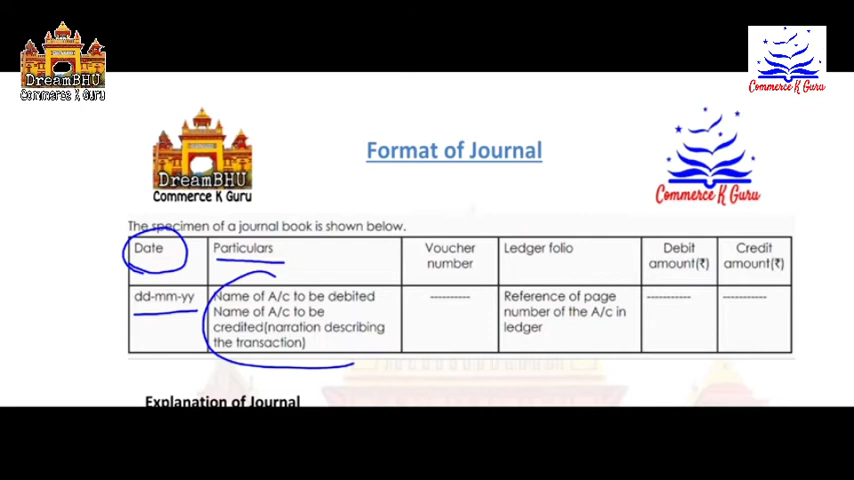 DreamBHU
Commerce K Guru
Commerce K Guru
DreamBHU
Commerce K Guru
Format of Journal
Commerce K Guru
The specimen of a journal book is shown below.
Date
Particulars
Voucher
number
Ledger folio
Debit
amount(₹)
Credit
amount(₹)
dd-mm-yy
Name of A/c to be debited
Name of A/c to be
credited(narration describing
the transaction)
----------
Reference of page
number of the A/c in
ledger
-----------
-----------
Explanation of Journal